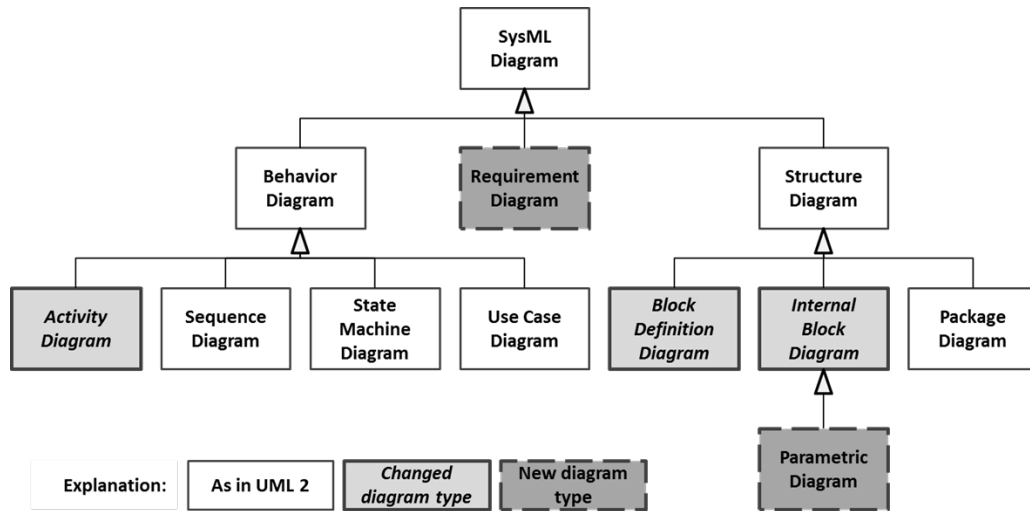 SysML
Diagram
Behavior
Diagram
Requirement
Diagram
Structure
Diagram
Activity
Diagram
Sequence
Diagram
State
Machine
Diagram
Use Case
Diagram
Block
Definition
Diagram
Internal
Block
Diagram
Package
Diagram
Parametric
Diagram
Explanation:
As in UML 2
Changed
diagram type
New diagram
type